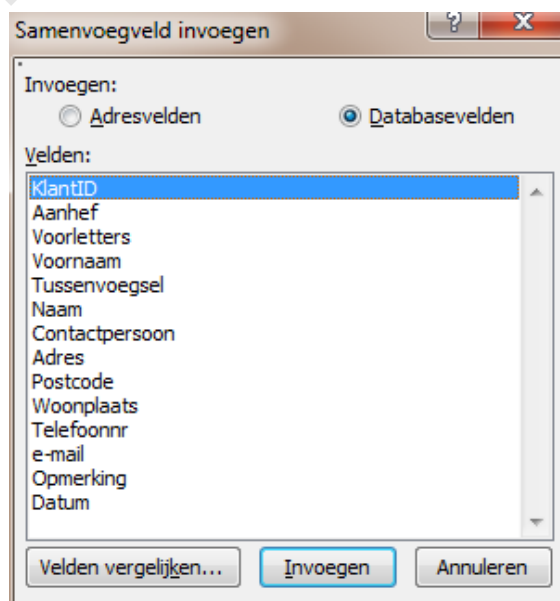 Samenvoegveld invoegen ? X
Invoegen:
Adresvelden Databasevelden
Velden:
KlantID
Aanhef
Voorletters
Voornaam
Tussenvoegsel
Naam
Contactpersoon
Adres
Postcode
Woonplaats
Telefoonnr
e-mail
Opmerking
Datum
Velden vergelijken... Invoegen Annuleren